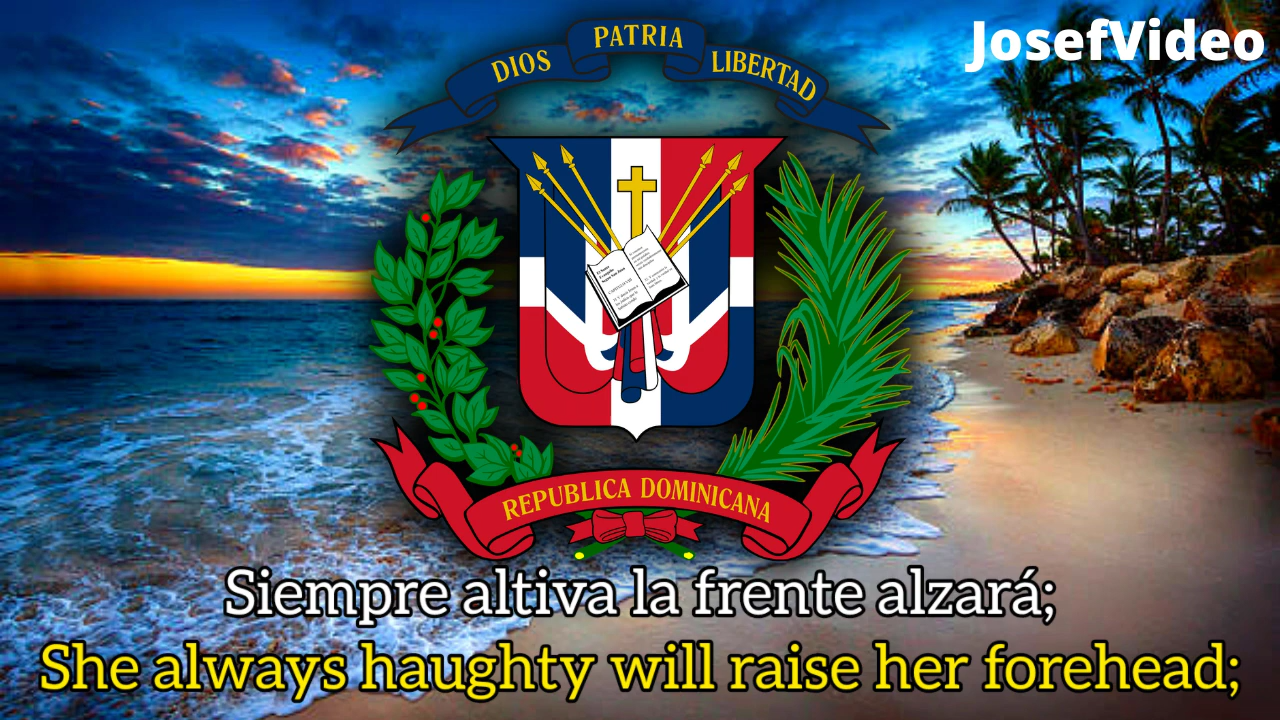 JosefVideo
DIOS PATRIA LIBERTAD
REPUBLICA DOMINICANA
Siempre altiva la frente alzará;
She always haughty will raise her forehead;